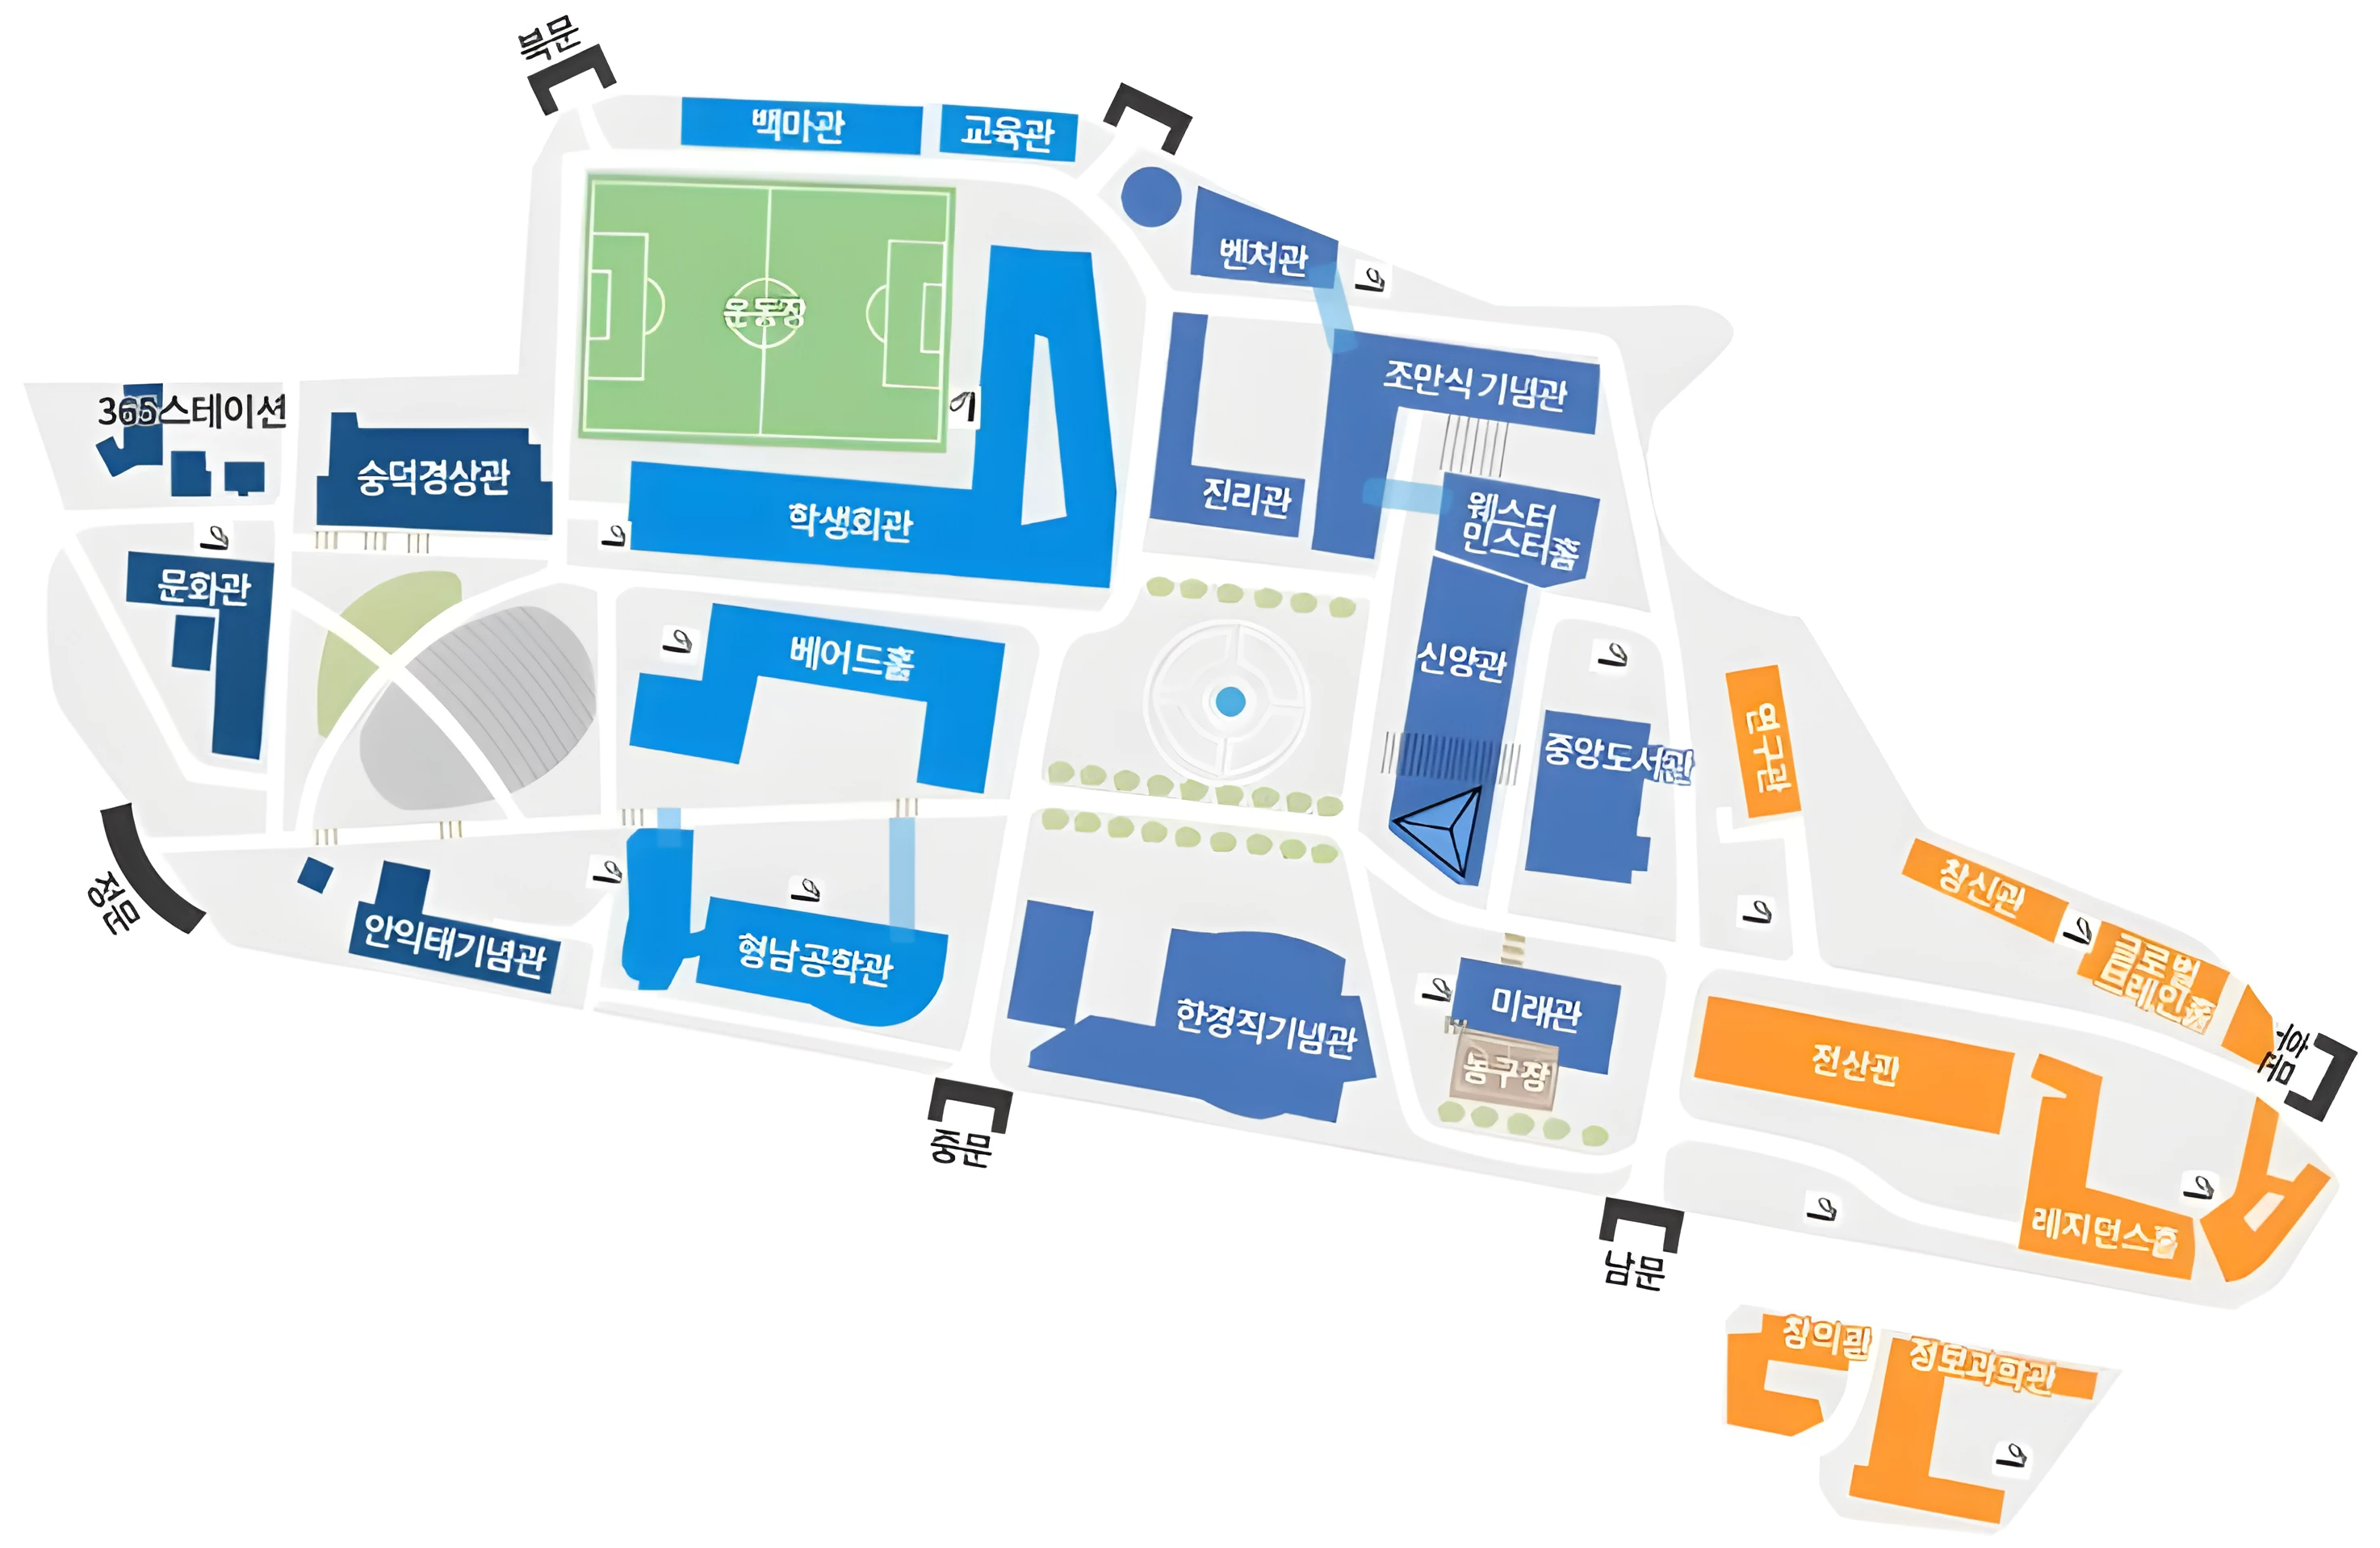 북문
백마관
교육관
벤처관
운동장
조만식 기념관
365스테이션
숭덕경상관
진리관
학생회관
웨스터
민스터홀
문화관
베어드홀
신양관
중앙도서관
연구관
정문
안의태기념관
형남공학관
창신관
글로벌
브레인홀
한경직기념관
미래관
농구장
전산관
후문
중문
레지던스홀
남문
창의관
정보과학관